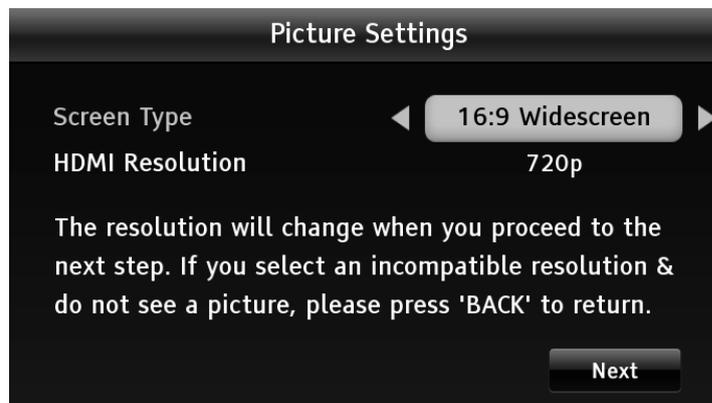 Picture Settings
Screen Type 16:9 Widescreen
HDMI Resolution 720p
The resolution will change when you proceed to the
next step. If you select an incompatible resolution &
do not see a picture, please press 'BACK' to return.
Next